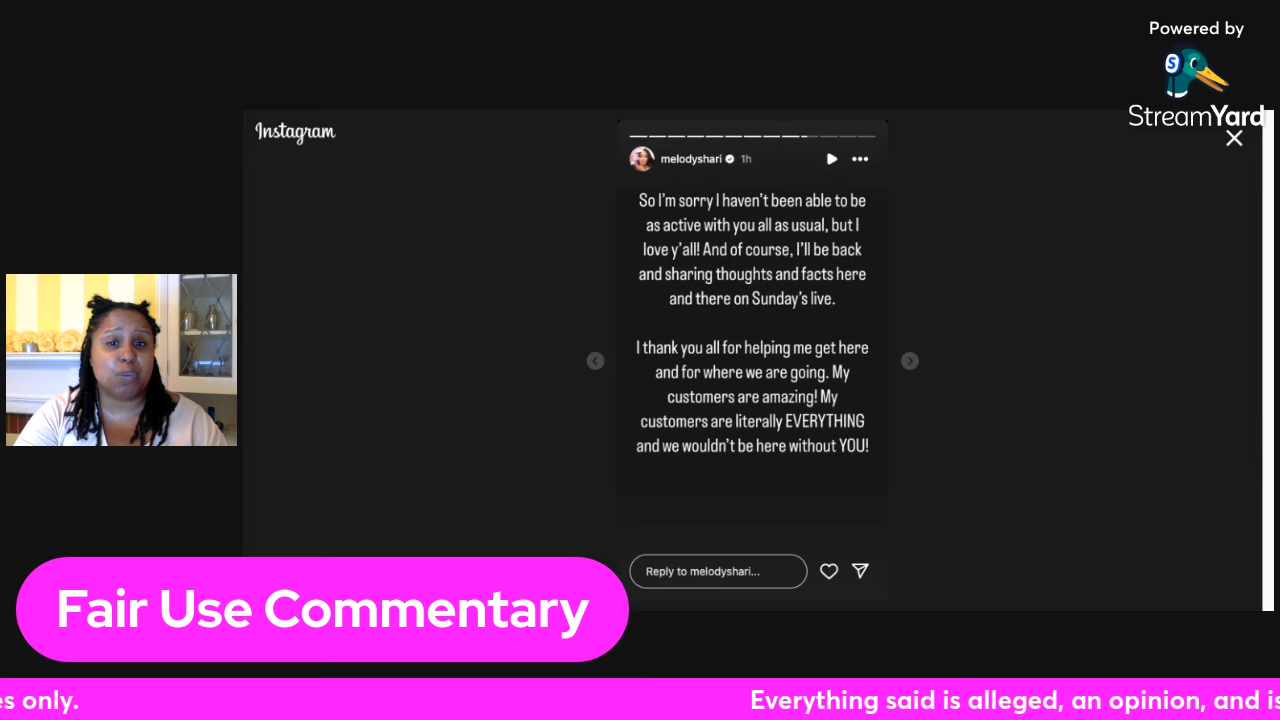 Powered by
StreamYard
Instagram
melodyshari 1h
So I'm sorry I haven't been able to be
as active with you all as usual, but I
love y'all! And of course, I'll be back
and sharing thoughts and facts here
and there on Sunday's live.
I thank you all for helping me get here
and for where we are going. My
customers are amazing! My
customers are literally EVERYTHING
and we wouldn't be here without YOU!
Reply to melodyshari...
Fair Use Commentary
es only.
Everything said is alleged, an opinion, and is